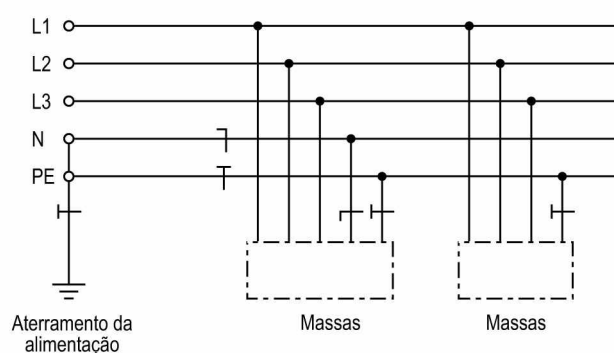 L1
L2
L3
N
PE
Aterramento da
alimentação
Massas
Massas